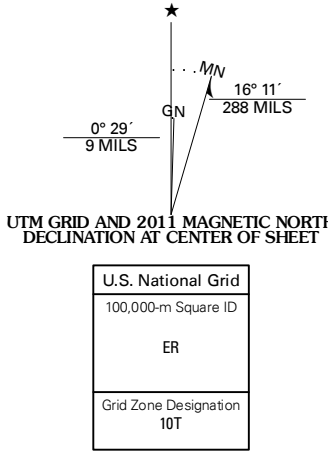 ★
MN
16° 11´
288 MILS
GN
0° 29´
9 MILS
UTM GRID AND 2011 MAGNETIC NORTH
DECLINATION AT CENTER OF SHEET
U.S. National Grid
100,000-m Square ID
ER
Grid Zone Designation
10T